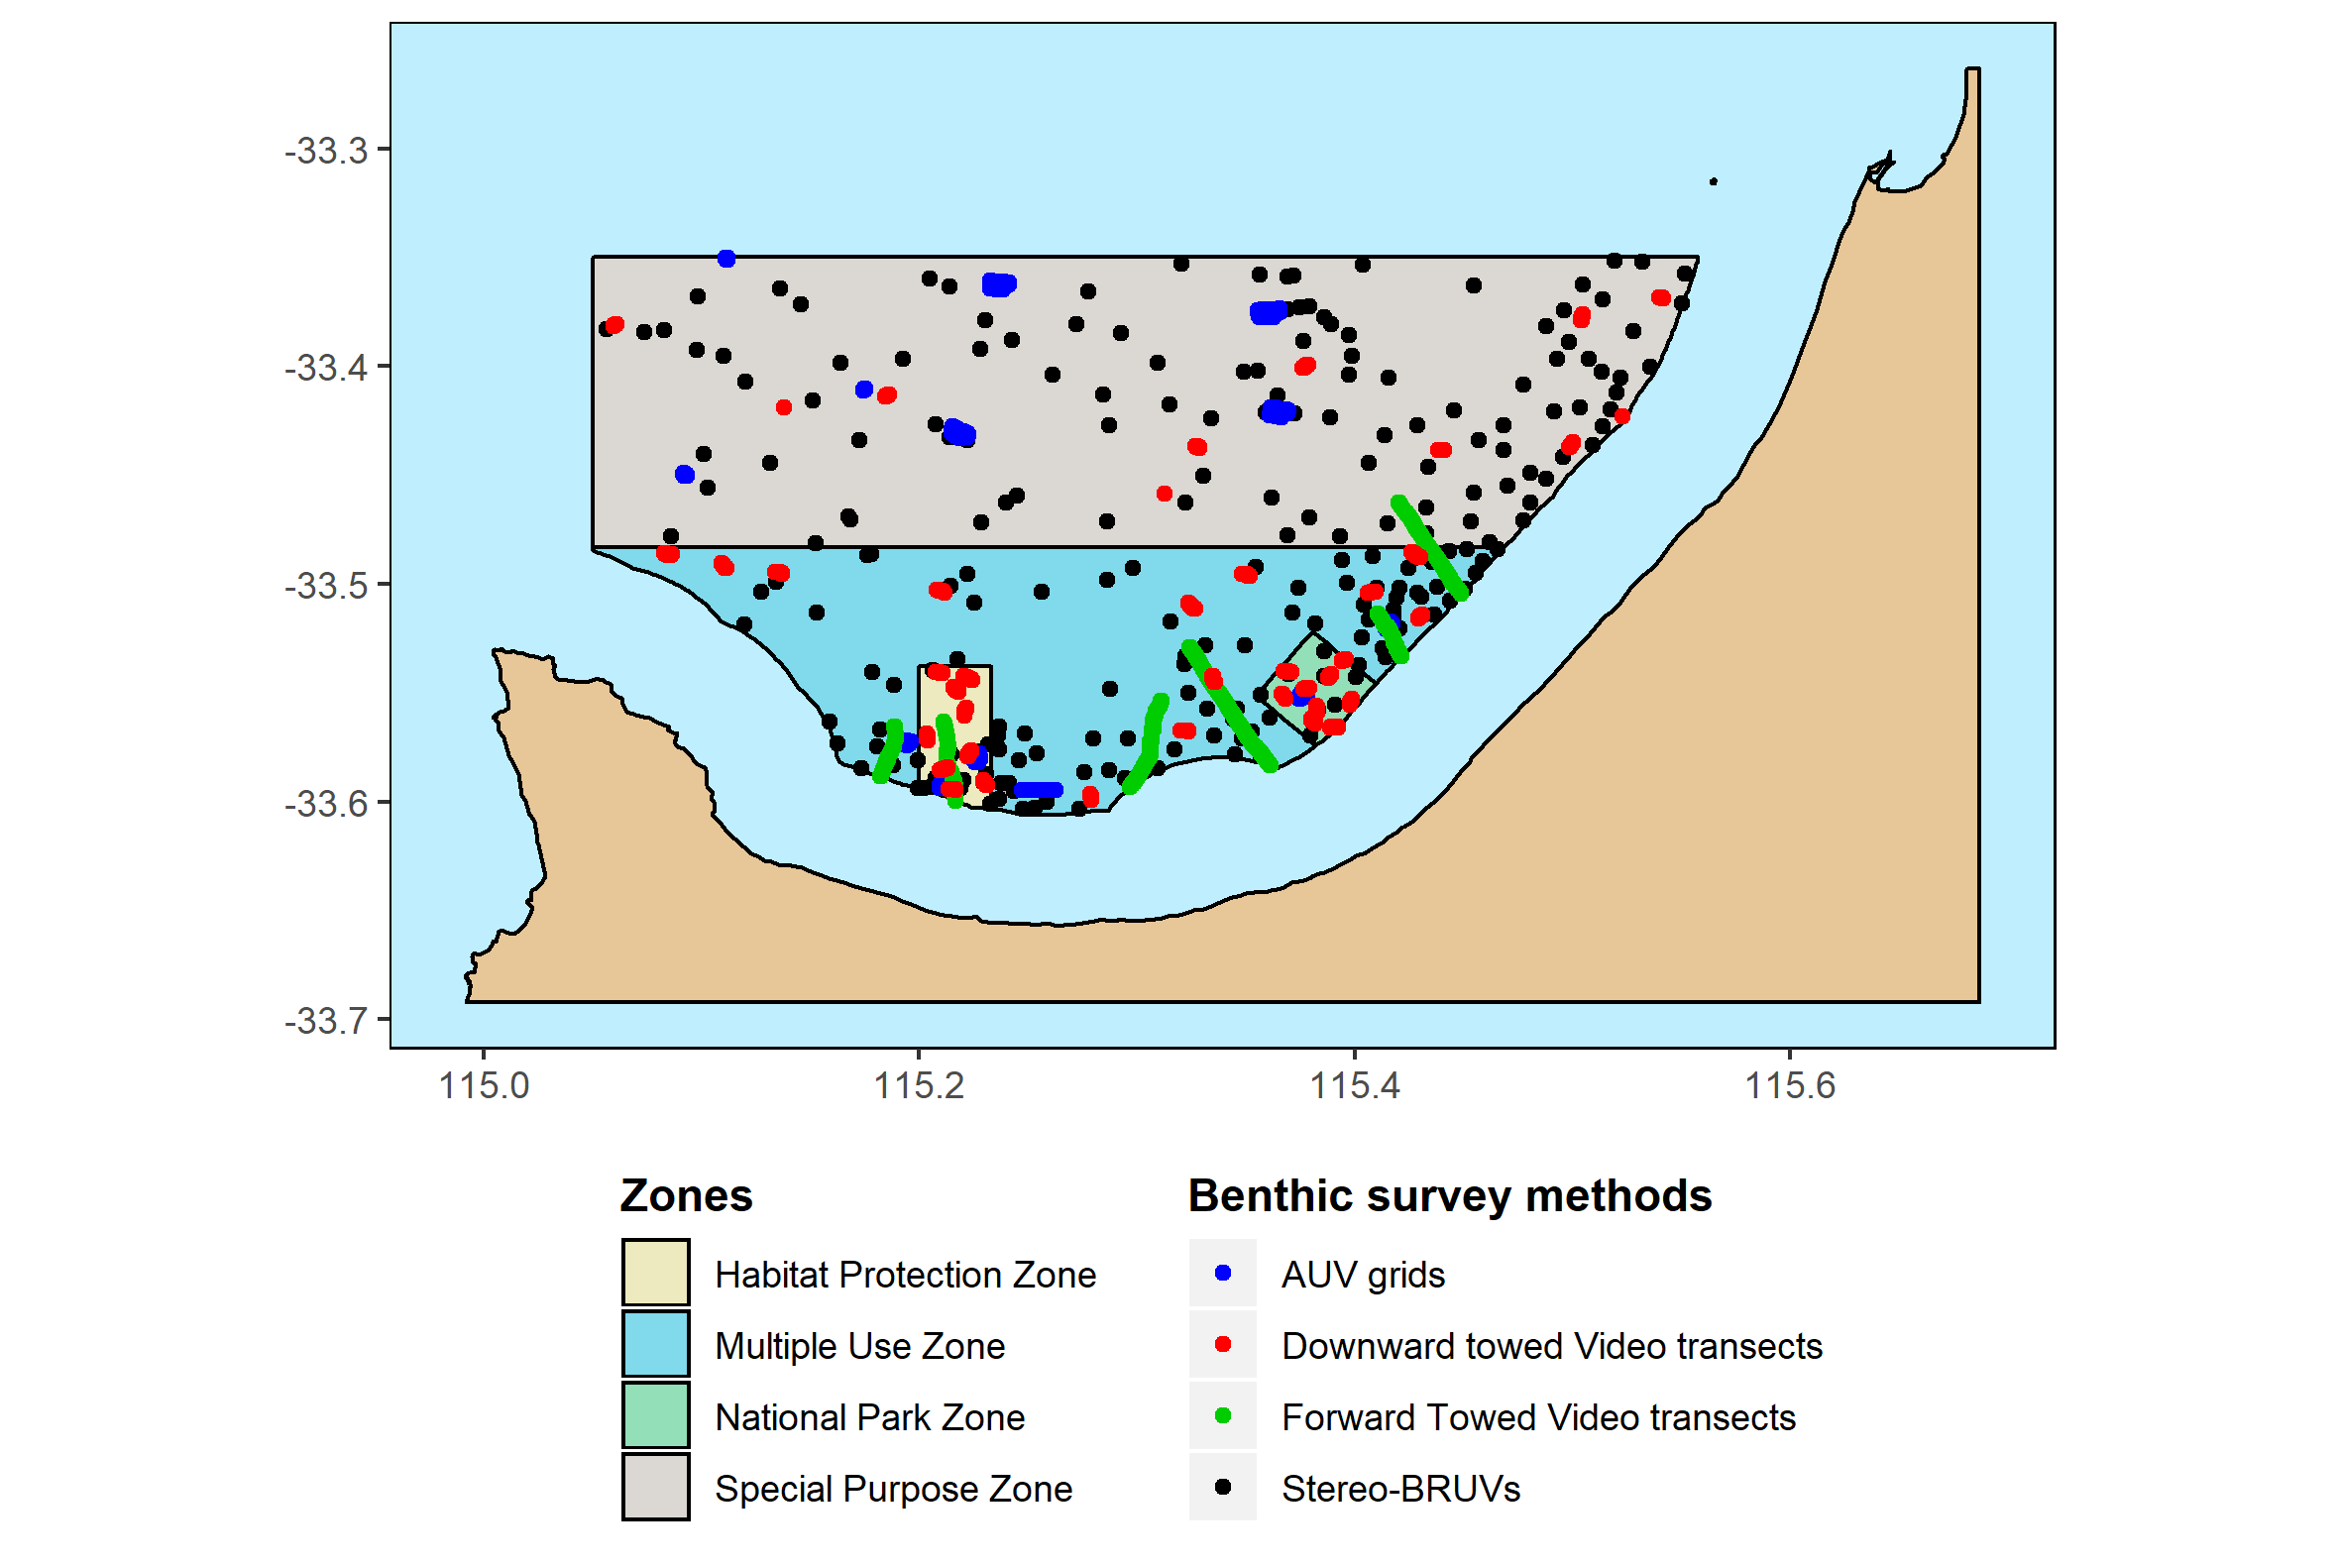 -33.3
-33.4
-33.5
-33.6
-33.7
115.0 115.2 115.4 115.6
Zones
Habitat Protection Zone
Multiple Use Zone
National Park Zone
Special Purpose Zone
Benthic survey methods
AUV grids
Downward towed Video transects
Forward Towed Video transects
Stereo-BRUVs